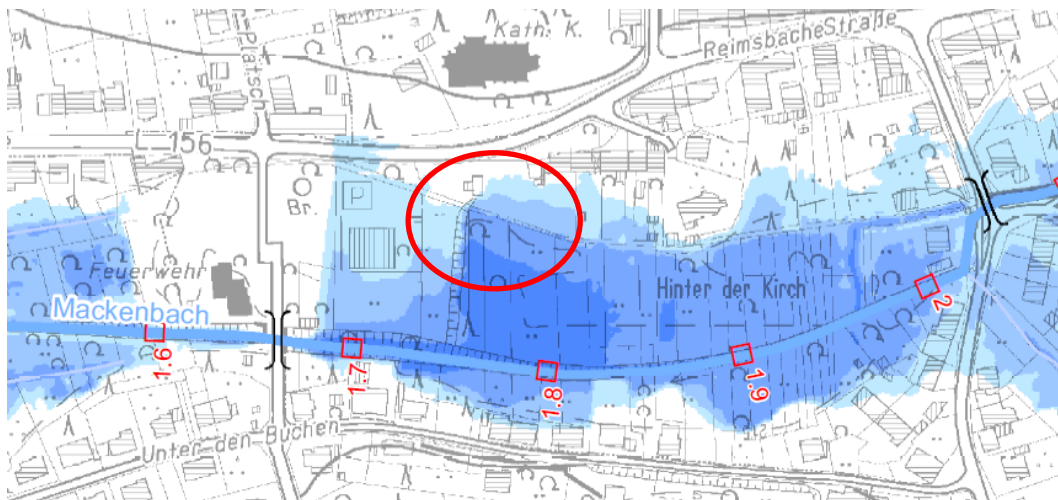 Kath. K.
Reimsbache Straße
Plätsch
L 156
P
Br.
Feuerwehr
Mackenbach
Hinter der Kirch
1.6
1.7
1.8
1.9
2
Unter-den-Buchen